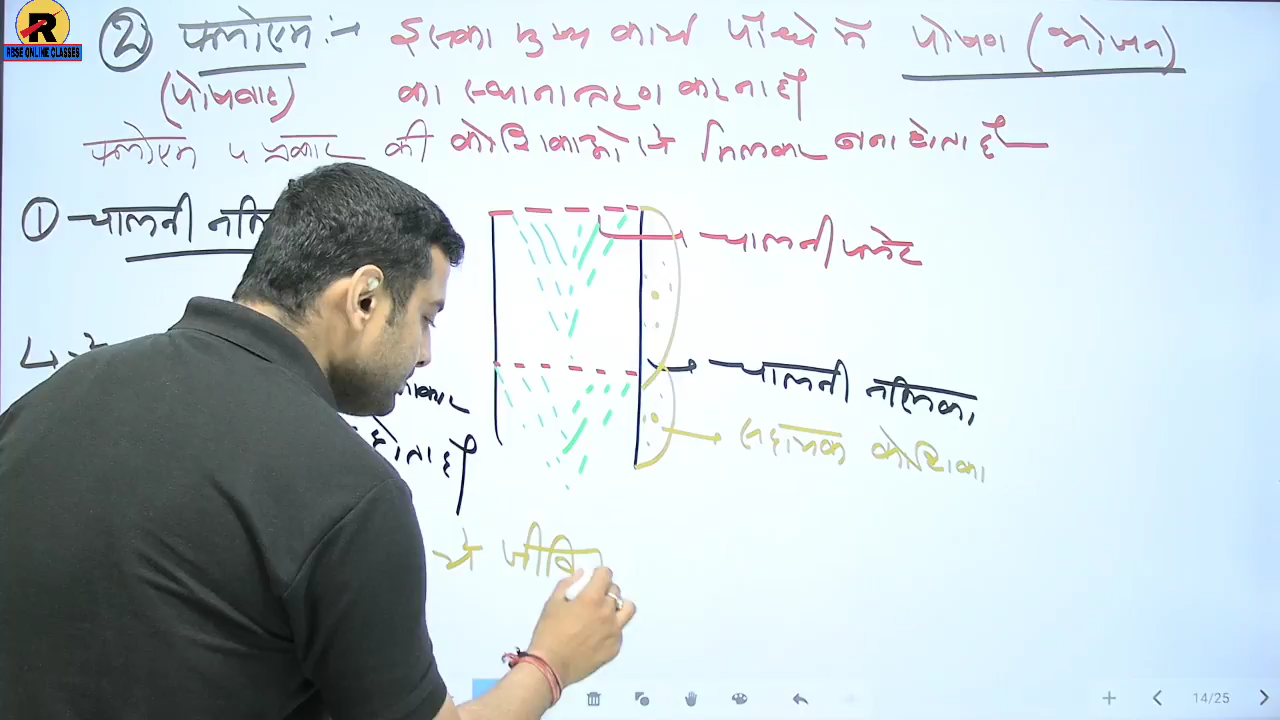 R
RBSE ONLINE CLASSES
② फ्लोएम:→ इसका मुख्य कार्य पौधो में पोषण (भोजन)
(पोषवाह) का स्थानान्तरण करना है
फ्लोएम 4 प्रकार की कोशिकाओ से मिलकर बना होता है
① चालनी
चालनी प्लेट
चालनी नलिका
सहायक कोशिका
होता है
ये जीवि
14/25